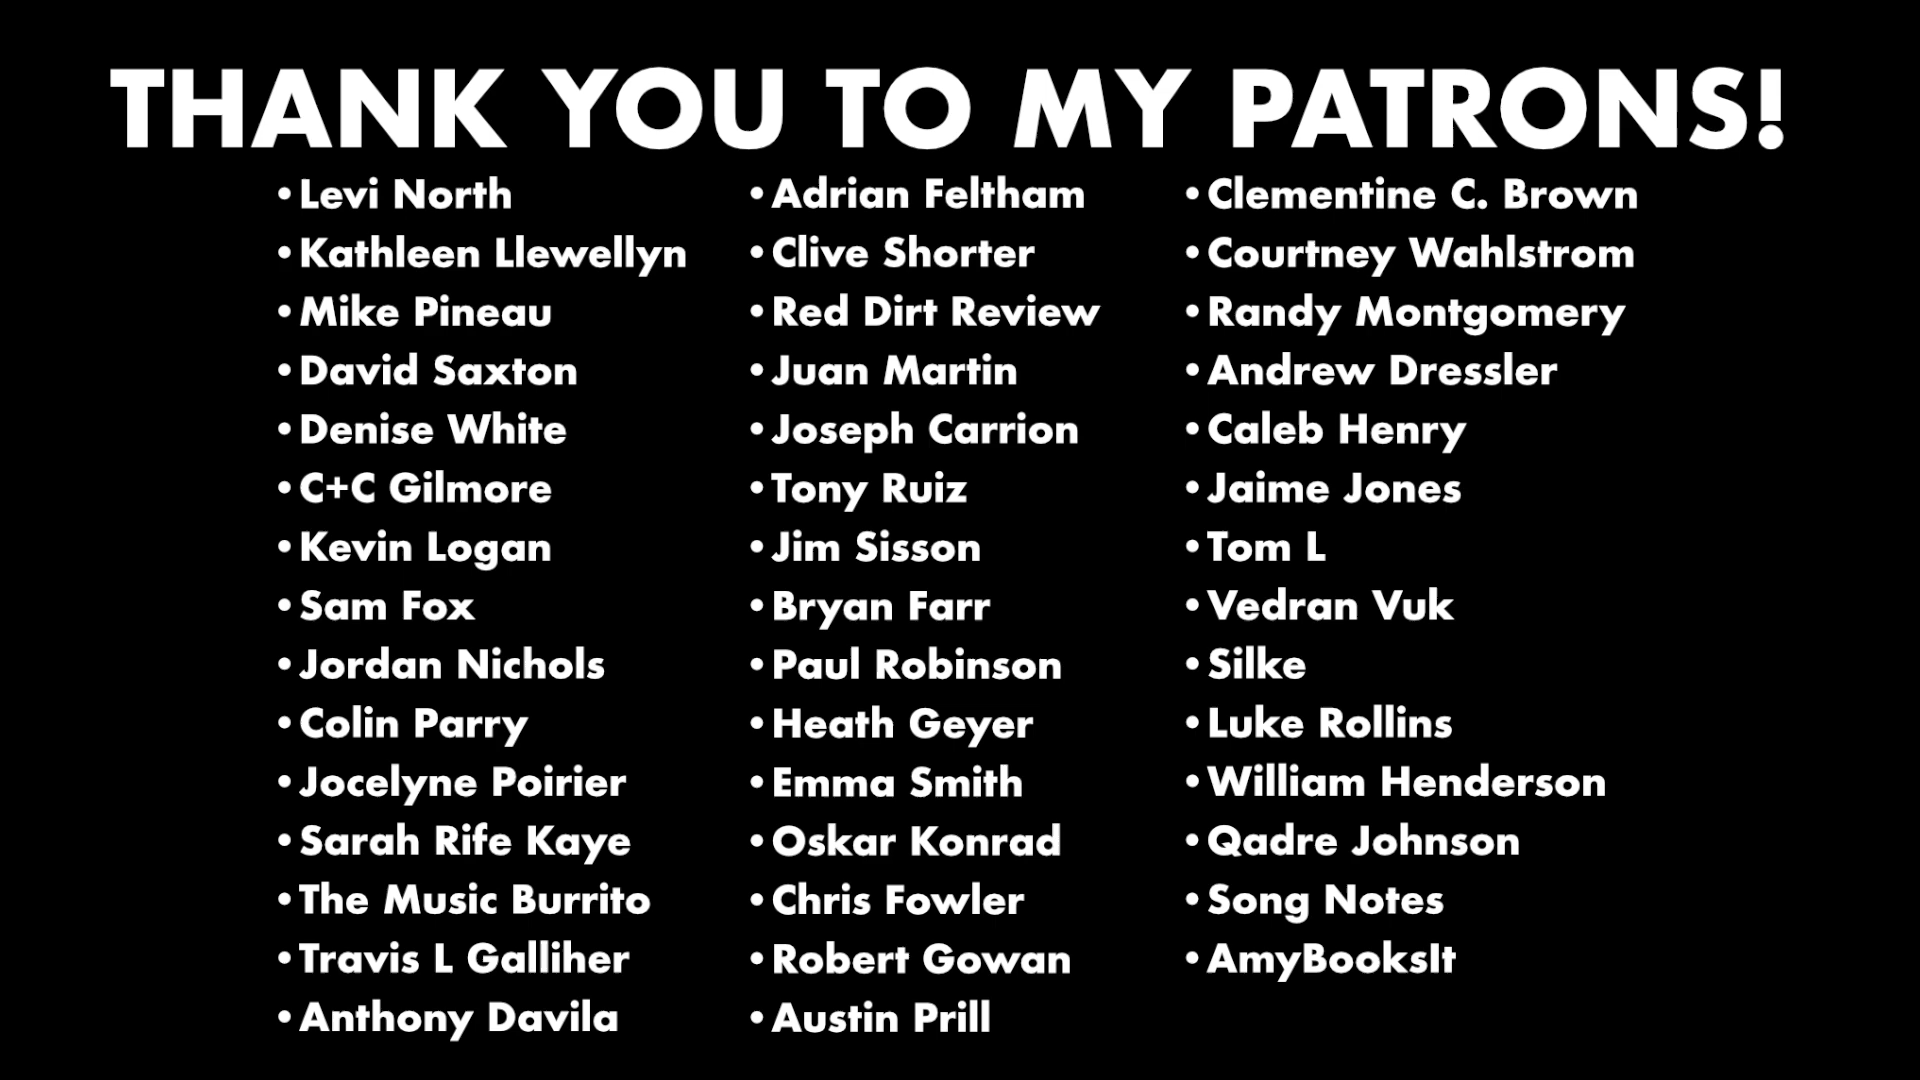 THANK YOU TO MY PATRONS!
• Levi North
• Kathleen Llewellyn
• Mike Pineau
• David Saxton
• Denise White
• C+C Gilmore
• Kevin Logan
• Sam Fox
• Jordan Nichols
• Colin Parry
• Jocelyne Poirier
• Sarah Rife Kaye
• The Music Burrito
• Travis L Galliher
• Anthony Davila
• Adrian Feltham
• Clive Shorter
• Red Dirt Review
• Juan Martin
• Joseph Carrion
• Tony Ruiz
• Jim Sisson
• Bryan Farr
• Paul Robinson
• Heath Geyer
• Emma Smith
• Oskar Konrad
• Chris Fowler
• Robert Gowan
• Austin Prill
• Clementine C. Brown
• Courtney Wahlstrom
• Randy Montgomery
• Andrew Dressler
• Caleb Henry
• Jaime Jones
• Tom L
• Vedran Vuk
• Silke
• Luke Rollins
• William Henderson
• Qadre Johnson
• Song Notes
• AmyBooksIt